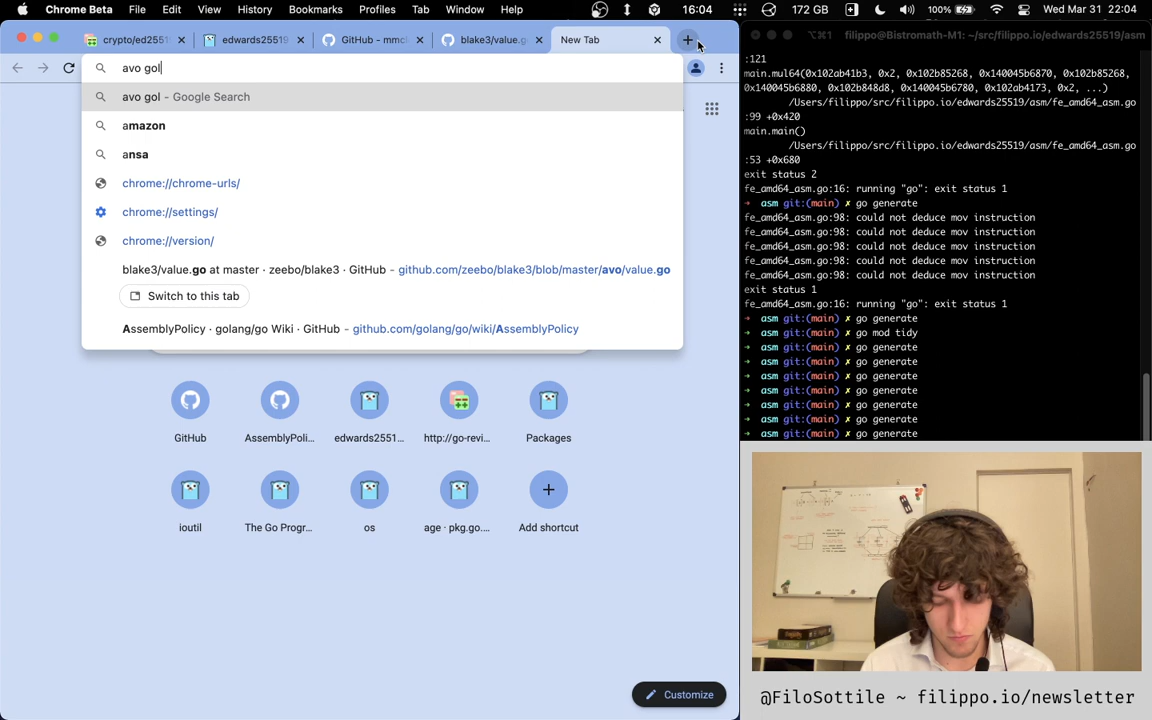 Chrome Beta File Edit View History Bookmarks Profiles Tab Window Help 16:04 172 GB 100% Wed Mar 31 22:04
crypto/ed2551 edwards25519 GitHub - mmcl blake3/value.g New Tab
avo gol
avo gol - Google Search
amazon
ansa
chrome://chrome-urls/
chrome://settings/
chrome://version/
blake3/value.go at master · zeebo/blake3 · GitHub - github.com/zeebo/blake3/blob/master/avo/value.go
Switch to this tab
AssemblyPolicy · golang/go Wiki · GitHub - github.com/golang/go/wiki/AssemblyPolicy
GitHub AssemblyPoli... edwards2551... http://go-revi... Packages
ioutil The Go Progr... os age · pkg.go.... Add shortcut
Customize
⌥⌘1 filippo@Bistromath-M1: ~/src/filippo.io/edwards25519/asm
:121
main.mul64(0x102ab41b3, 0x2, 0x102b85268, 0x140045b6870, 0x102b85268,
0x140045b6880, 0x102b848d8, 0x140045b6780, 0x102ab4173, 0x2, ...)
/Users/filippo/src/filippo.io/edwards25519/asm/fe_amd64_asm.go
:99 +0x420
main.main()
/Users/filippo/src/filippo.io/edwards25519/asm/fe_amd64_asm.go
:53 +0x680
exit status 2
fe_amd64_asm.go:16: running "go": exit status 1
→ asm git:(main) ✗ go generate
fe_amd64_asm.go:98: could not deduce mov instruction
fe_amd64_asm.go:98: could not deduce mov instruction
fe_amd64_asm.go:98: could not deduce mov instruction
fe_amd64_asm.go:98: could not deduce mov instruction
fe_amd64_asm.go:98: could not deduce mov instruction
exit status 1
fe_amd64_asm.go:16: running "go": exit status 1
→ asm git:(main) ✗ go generate
→ asm git:(main) ✗ go mod tidy
→ asm git:(main) ✗ go generate
→ asm git:(main) ✗ go generate
→ asm git:(main) ✗ go generate
→ asm git:(main) ✗ go generate
→ asm git:(main) ✗ go generate
→ asm git:(main) ✗ go generate
@FiloSottile ~ filippo.io/newsletter